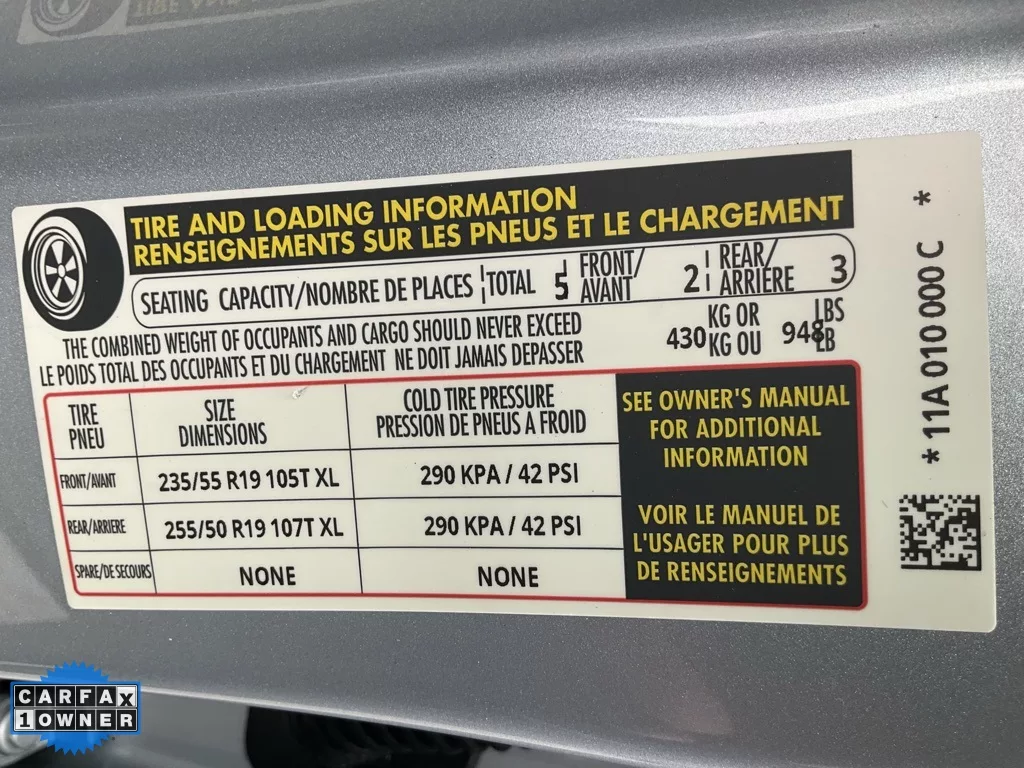 TIRE AND LOADING INFORMATION
RENSEIGNEMENTS SUR LES PNEUS ET LE CHARGEMENT
SEATING CAPACITY/NOMBRE DE PLACES TOTAL 5 FRONT/AVANT 2 REAR/ARRIÈRE 3
THE COMBINED WEIGHT OF OCCUPANTS AND CARGO SHOULD NEVER EXCEED
LE POIDS TOTAL DES OCCUPANTS ET DU CHARGEMENT NE DOIT JAMAIS DEPASSER
430 KG OR KG OU 948 LBS LB
TIRE
PNEU
SIZE
DIMENSIONS
COLD TIRE PRESSURE
PRESSION DE PNEUS A FROID
FRONT/AVANT 235/55 R19 105T XL 290 KPA / 42 PSI
REAR/ARRIERE 255/50 R19 107T XL 290 KPA / 42 PSI
SPARE/DE SECOURS NONE NONE
SEE OWNER'S MANUAL
FOR ADDITIONAL
INFORMATION
VOIR LE MANUEL DE
L'USAGER POUR PLUS
DE RENSEIGNEMENTS
* 11A 010 000 C *
CARFAX
1 OWNER